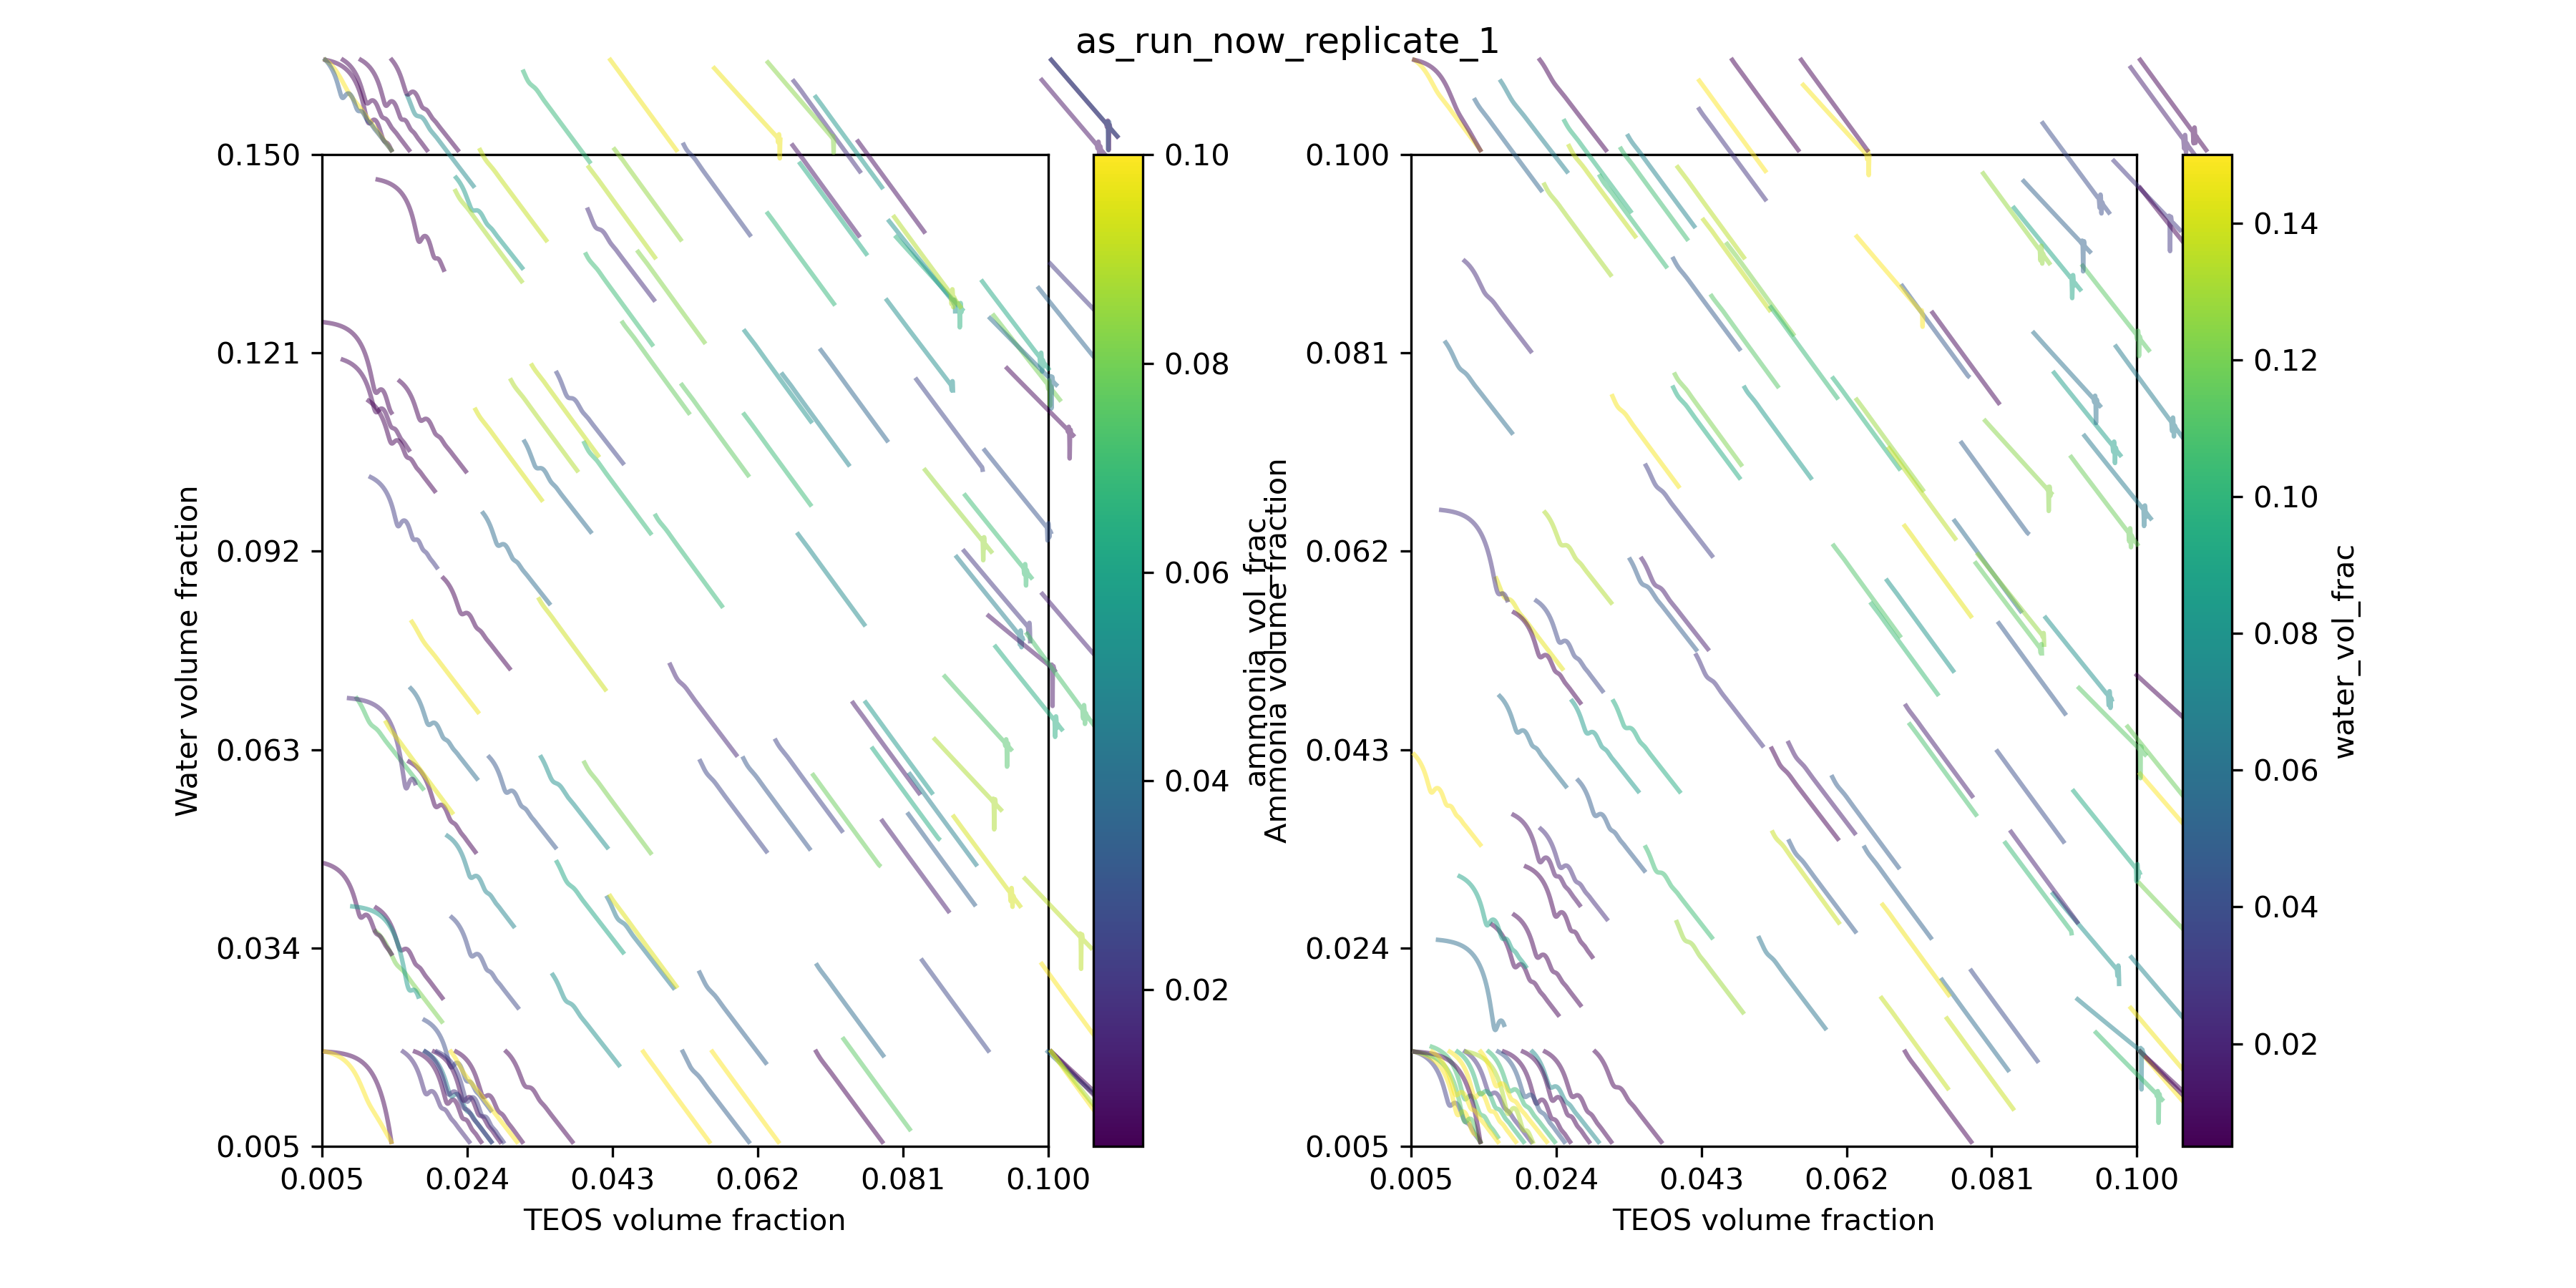 as_run_now_replicate_1
0.150
0.121
0.092
0.063
0.034
0.005
Water volume fraction
0.005 0.024 0.043 0.062 0.081 0.100
TEOS volume fraction
0.10
0.08
0.06
0.04
0.02
ammonia_vol_frac
Ammonia volume fraction
0.100
0.081
0.062
0.043
0.024
0.005
0.005 0.024 0.043 0.062 0.081 0.100
TEOS volume fraction
0.14
0.12
0.10
0.08
0.06
0.04
0.02
water_vol_frac